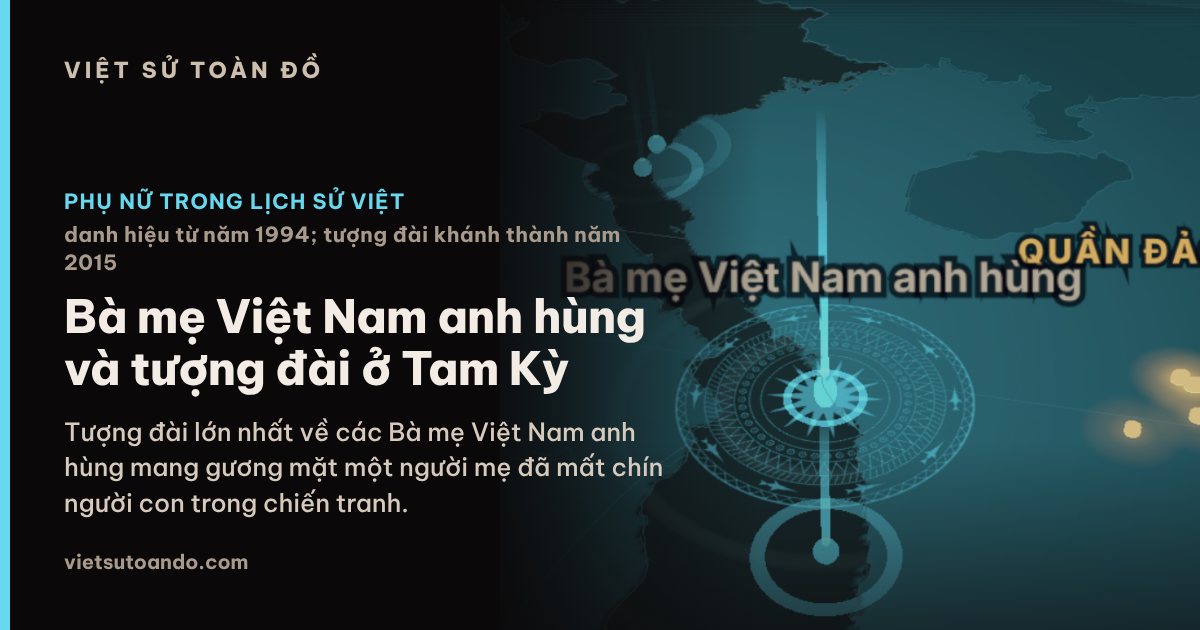 VIỆT SỬ TOÀN ĐỒ
PHỤ NỮ TRONG LỊCH SỬ VIỆT
danh hiệu từ năm 1994; tượng đài khánh thành năm
2015
Bà mẹ Việt Nam anh hùng
và tượng đài ở Tam Kỳ
Tượng đài lớn nhất về các Bà mẹ Việt Nam anh
hùng mang gương mặt một người mẹ đã mất chín
người con trong chiến tranh.
vietsutoando.com
Bà mẹ Việt Nam anh hùng
QUẦN ĐẢ